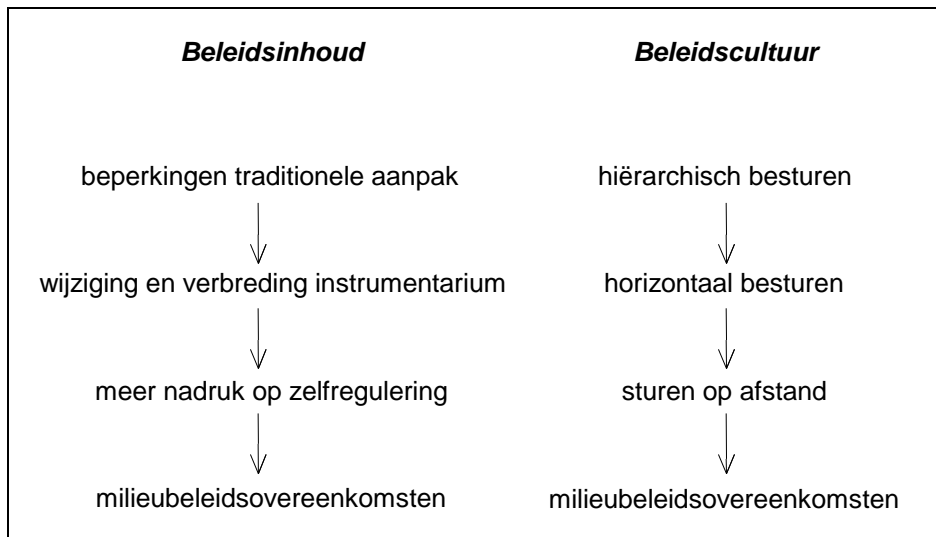 Beleidsinhoud
Beleidscultuur
beperkingen traditionele aanpak
hiërarchisch besturen
wijziging en verbreding instrumentarium
horizontaal besturen
meer nadruk op zelfregulering
sturen op afstand
milieubeleidsovereenkomsten
milieubeleidsovereenkomsten